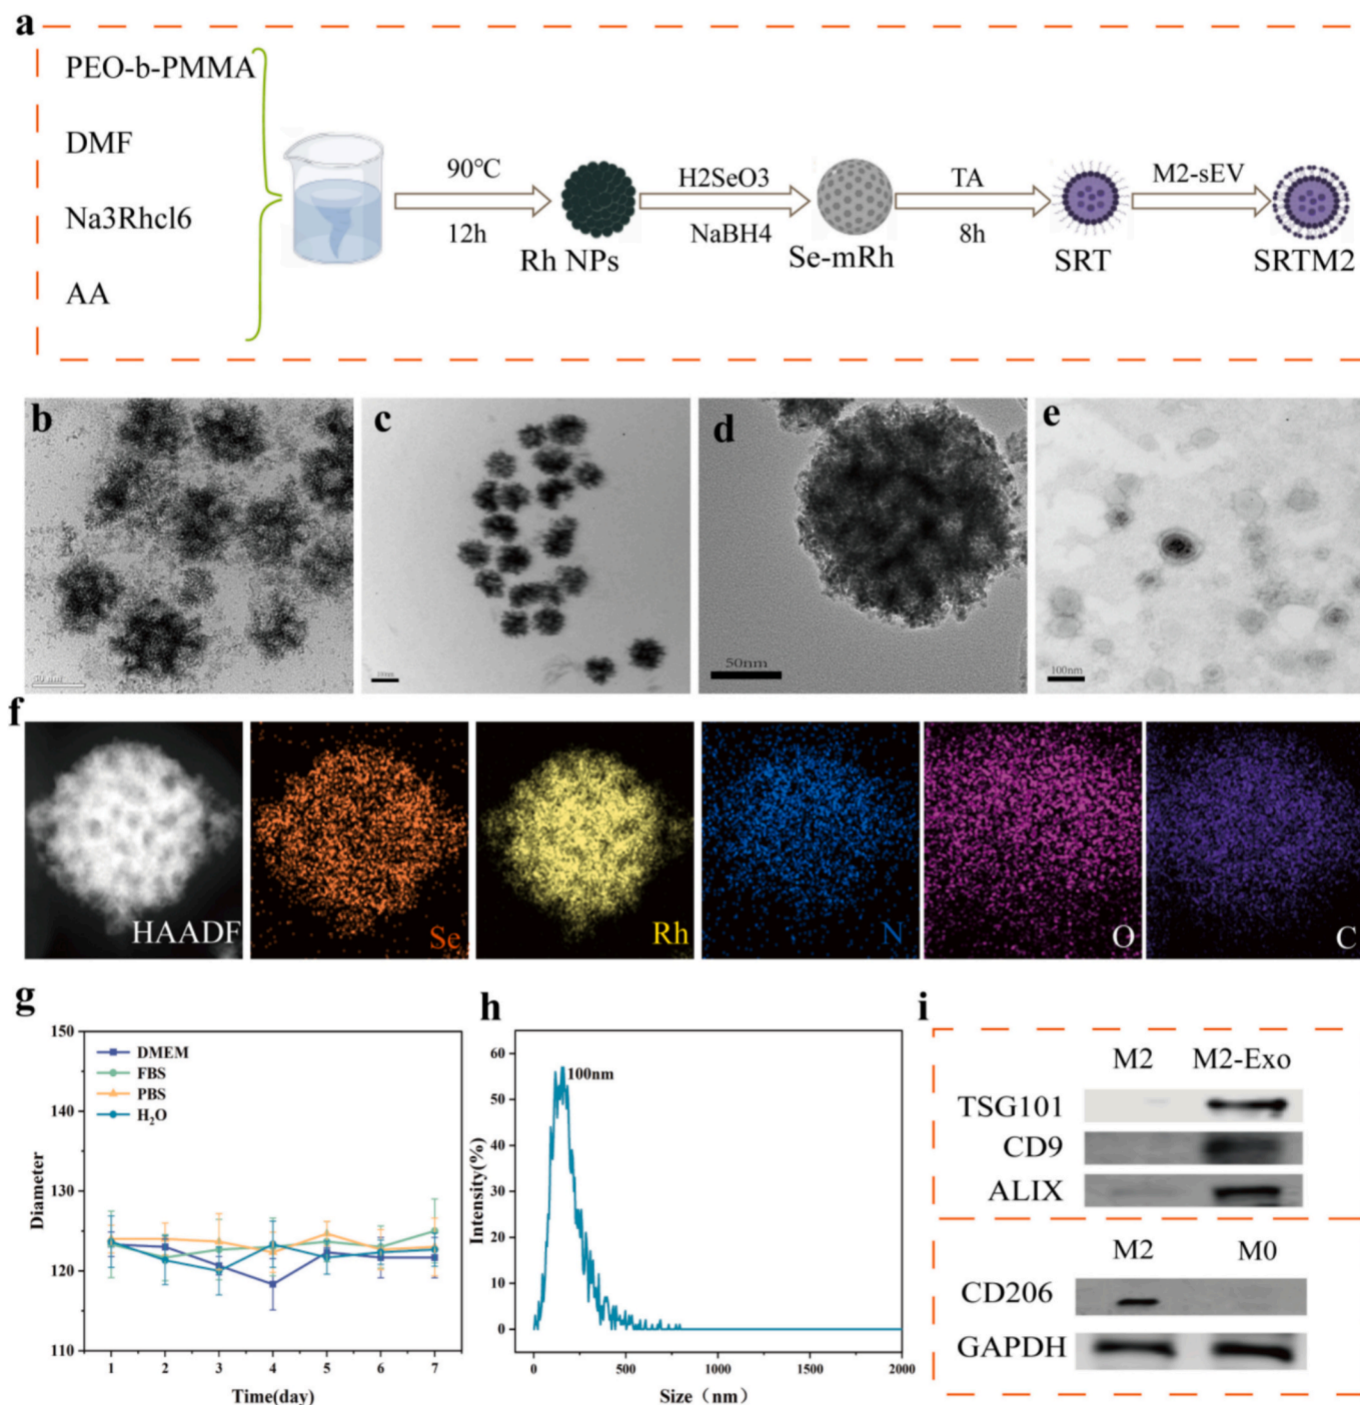 a
PEO-b-PMMA
DMF
Na3Rhcl6
AA
90℃
12h
Rh NPs
H2SeO3
NaBH4
Se-mRh
TA
8h
SRT
M2-sEV
SRTM2
b
c
d
50nm
e
100nm
f
HAADF
Se
Rh
N
O
C
g
150
140
130
120
110
Diameter
DMEM
FBS
PBS
H₂O
1 2 3 4 5 6 7
Time(day)
h
60
50
40
30
20
10
0
Intensity(%)
100nm
0 500 1000 1500 2000
Size（nm）
i
M2 M2-Exo
TSG101
CD9
ALIX
M2 M0
CD206
GAPDH